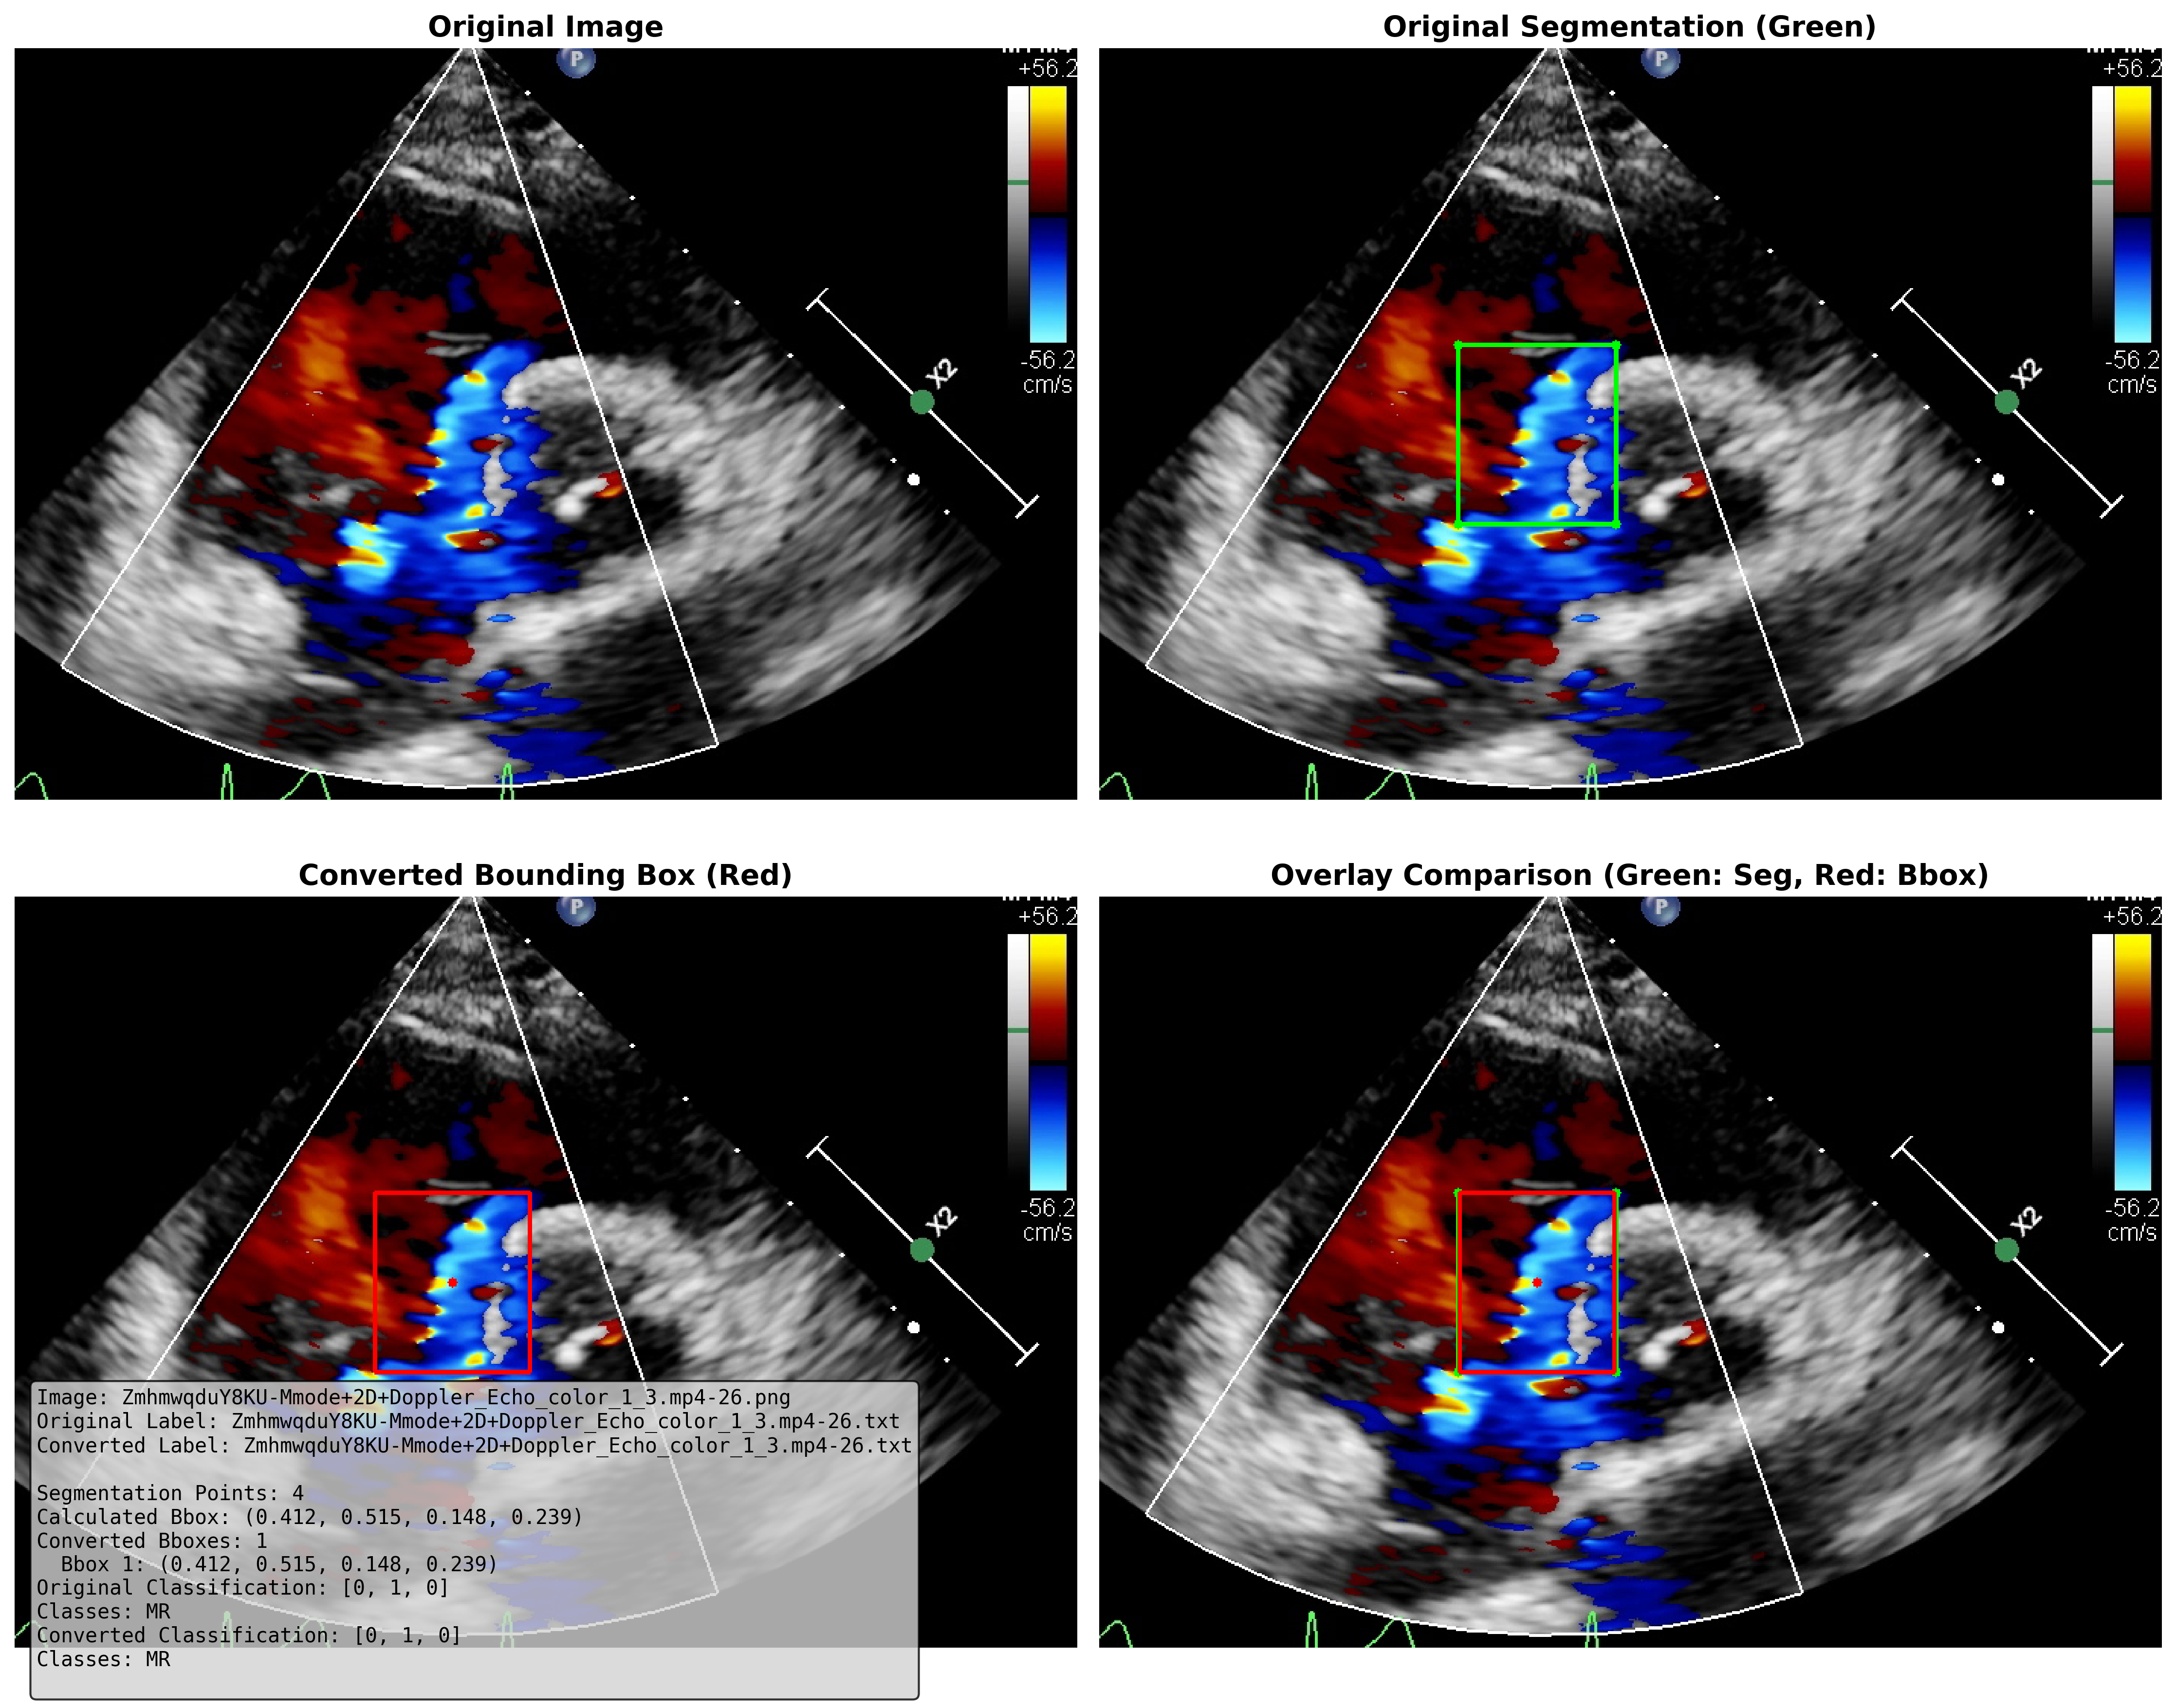 Original Image
Original Segmentation (Green)
P
+56.2
-56.2
cm/s
X2
P
+56.2
-56.2
cm/s
X2
Converted Bounding Box (Red)
Overlay Comparison (Green: Seg, Red: Bbox)
P
+56.2
-56.2
cm/s
X2
P
+56.2
-56.2
cm/s
X2
Image: ZmhmwqduY8KU-Mmode+2D+Doppler_Echo_color_1_3.mp4-26.png
Original Label: ZmhmwqduY8KU-Mmode+2D+Doppler_Echo_color_1_3.mp4-26.txt
Converted Label: ZmhmwqduY8KU-Mmode+2D+Doppler_Echo_color_1_3.mp4-26.txt
Segmentation Points: 4
Calculated Bbox: (0.412, 0.515, 0.148, 0.239)
Converted Bboxes: 1
Bbox 1: (0.412, 0.515, 0.148, 0.239)
Original Classification: [0, 1, 0]
Classes: MR
Converted Classification: [0, 1, 0]
Classes: MR